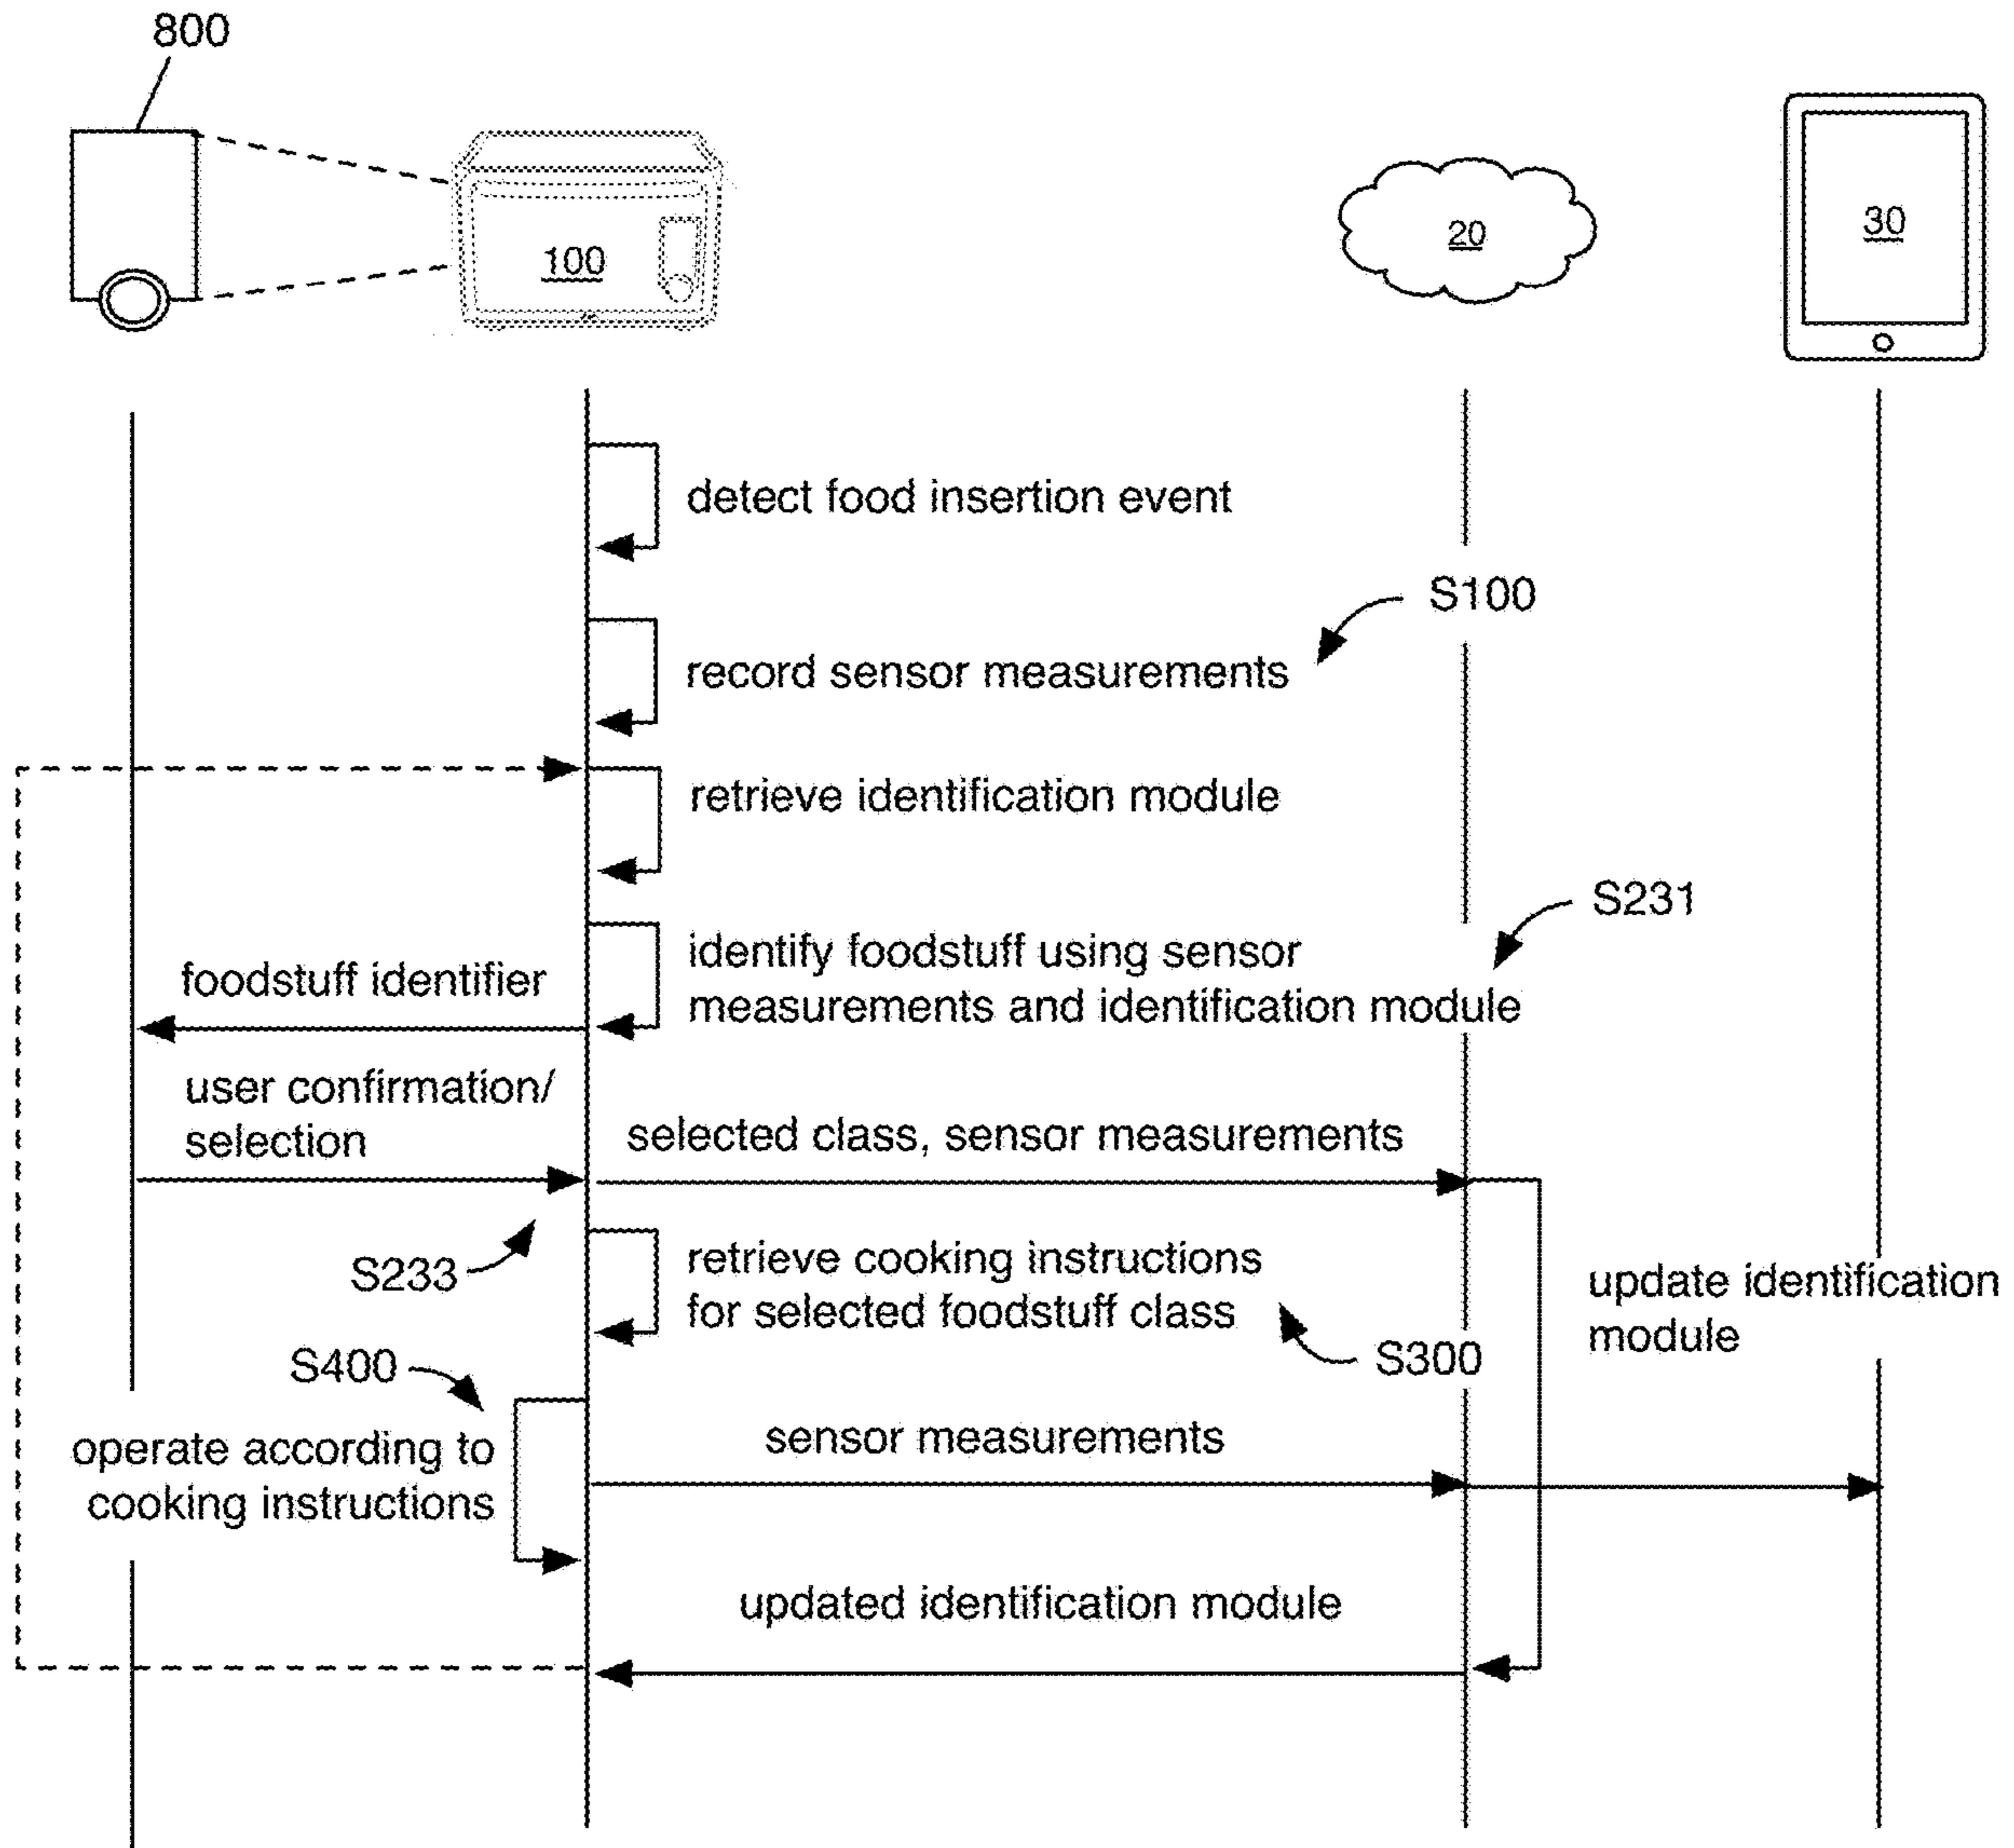 800
100
20
30
detect food insertion event
S100
record sensor measurements
retrieve identification module
S231
identify foodstuff using sensor
measurements and identification module
foodstuff identifier
user confirmation/
selection
selected class, sensor measurements
S233
retrieve cooking instructions
for selected foodstuff class
update identification
module
S300
S400
operate according to
cooking instructions
sensor measurements
updated identification module